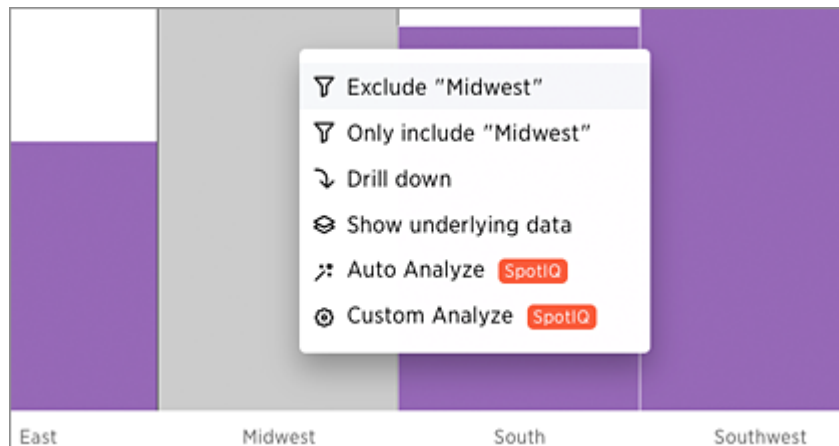 Exclude "Midwest"
Only include "Midwest"
Drill down
Show underlying data
Auto Analyze SpotIQ
Custom Analyze SpotIQ
East Midwest South Southwest